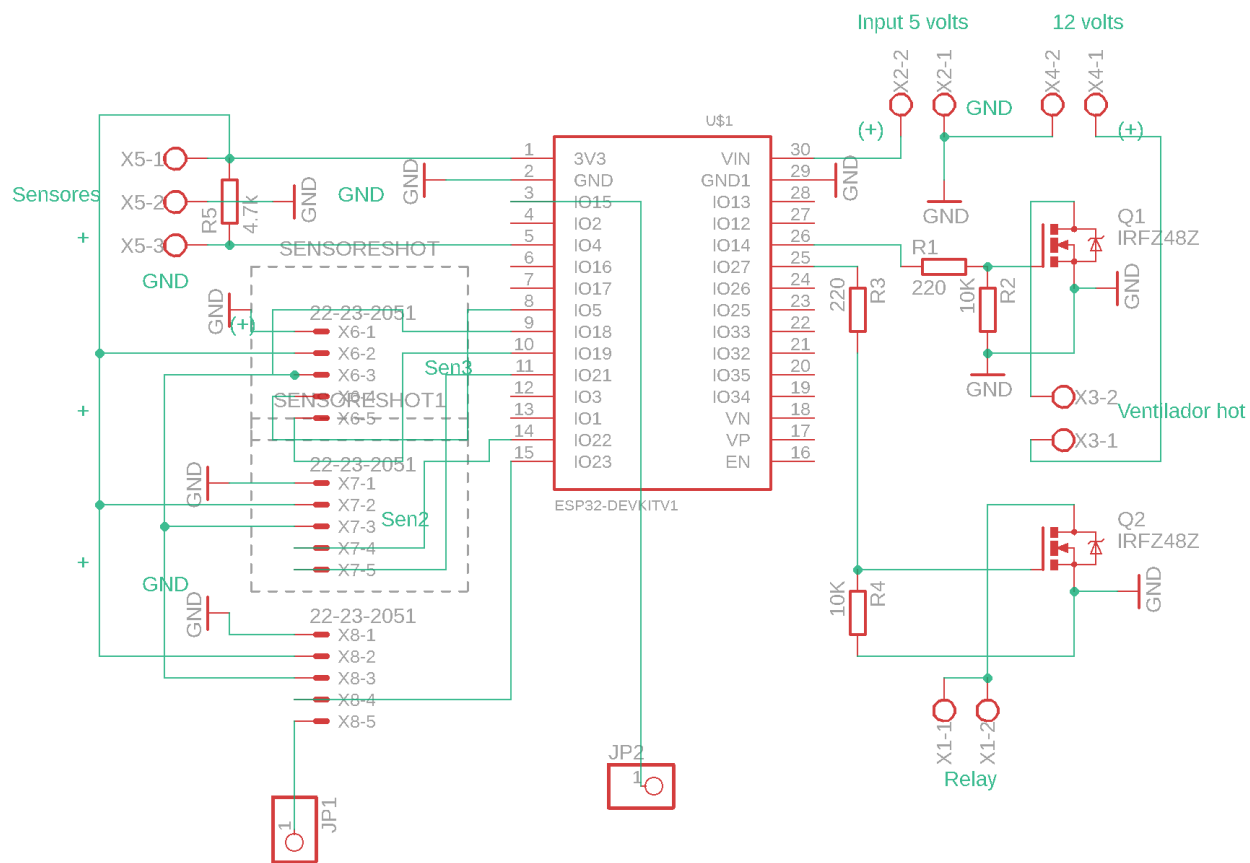 Input 5 volts
12 volts
X2-2
X2-1
X4-2
X4-1
GND
(+)
(+)
GND
U$1
ESP32-DEVKITV1
1
3V3
2
GND
3
IO15
4
IO2
5
IO4
6
IO16
7
IO17
8
IO5
9
IO18
10
IO19
11
IO21
12
IO3
13
IO1
14
IO22
15
IO23
VIN
30
GND1
29
IO13
28
IO12
27
IO14
26
IO27
25
IO26
24
IO25
23
IO33
22
IO32
21
IO35
20
IO34
19
VN
18
VP
17
EN
16
GND
GND
X5-1
X5-2
X5-3
Sensores
+
GND
R5
4.7k
GND
GND
SENSORESHOT
GND
(+)
22-23-2051
X6-1
X6-2
X6-3
X6-4
X6-5
Sen3
+
SENSORESHOT1
22-23-2051
GND
X7-1
X7-2
X7-3
X7-4
X7-5
Sen2
+
GND
GND
22-23-2051
X8-1
X8-2
X8-3
X8-4
X8-5
JP1
1
JP2
1
R1
220
R3
220
10K
R2
GND
Q1
IRFZ48Z
GND
X3-2
X3-1
Ventilador hot
Q2
IRFZ48Z
GND
10K
R4
X1-1
X1-2
Relay